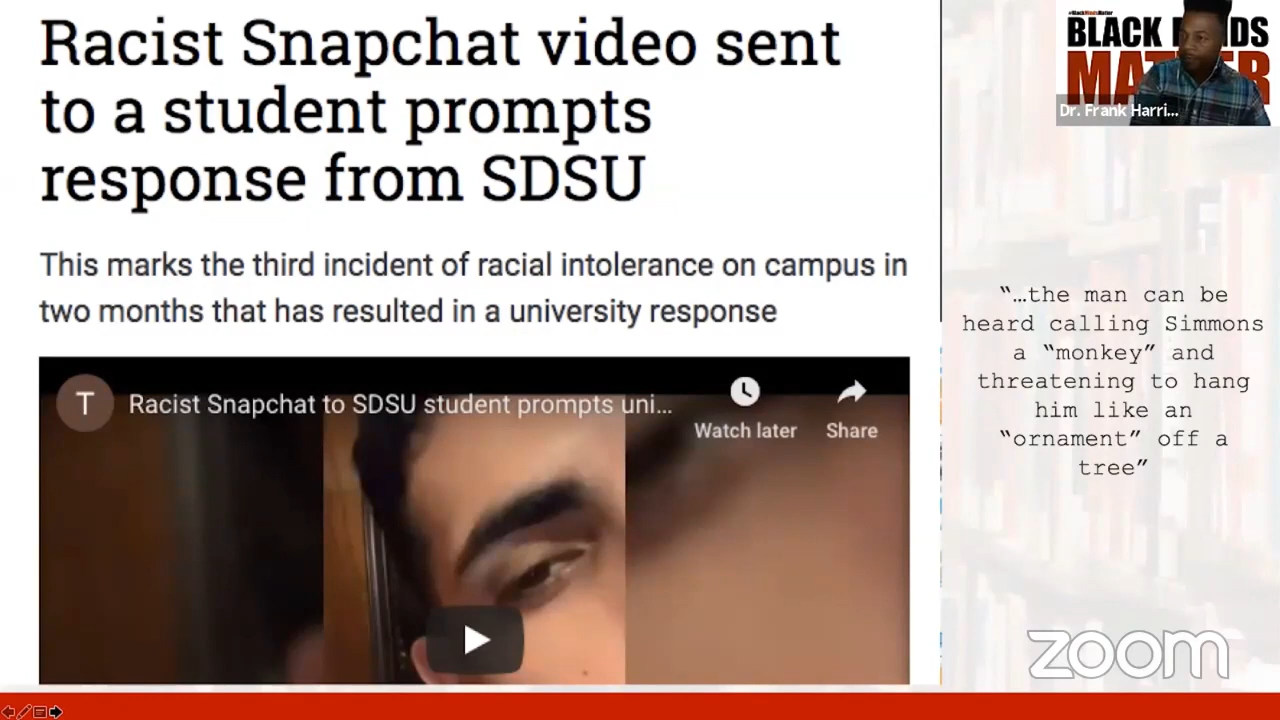 Racist Snapchat video sent
to a student prompts
response from SDSU
This marks the third incident of racial intolerance on campus in
two months that has resulted in a university response
T
Racist Snapchat to SDSU student prompts uni...
Watch later
Share
#BlackMindsMatter
BLACK
Dr. Frank Harri...
“…the man can be
heard calling Simmons
a “monkey” and
threatening to hang
him like an
“ornament” off a
tree”
zoom